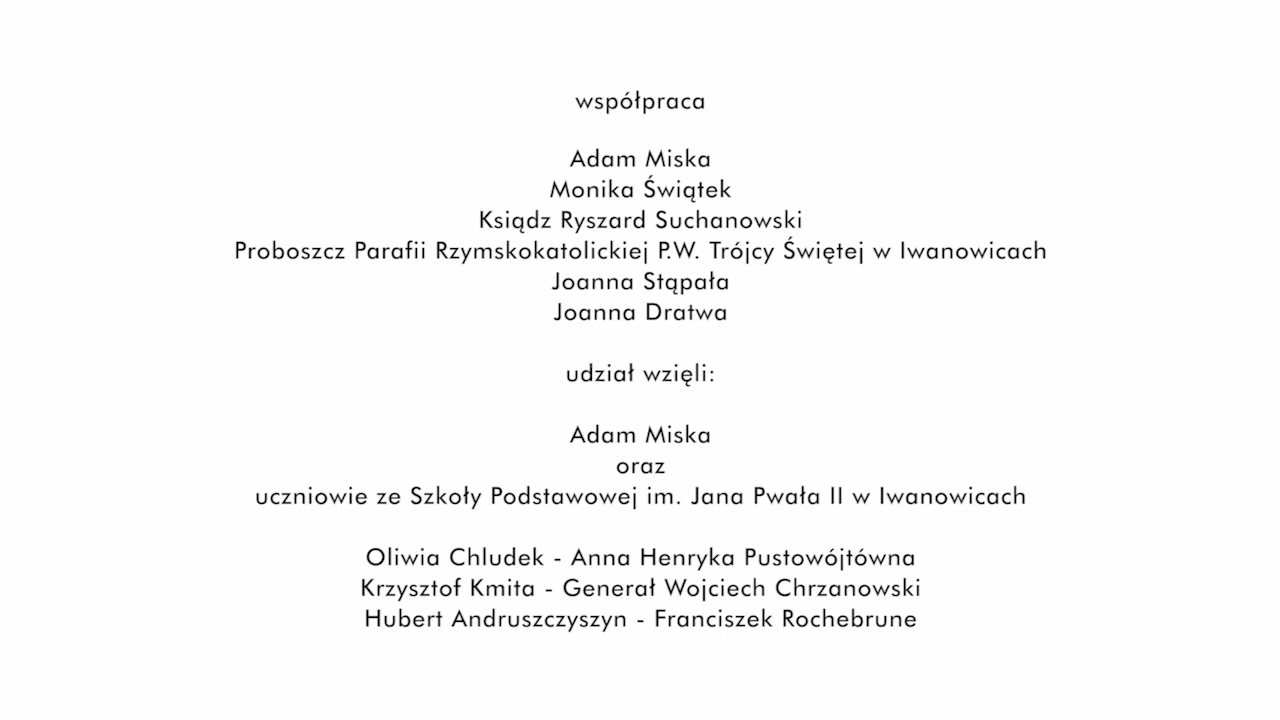 współpraca
Adam Miska
Monika Świątek
Ksiądz Ryszard Suchanowski
Proboszcz Parafii Rzymskokatolickiej P.W. Trójcy Świętej w Iwanowicach
Joanna Stąpała
Joanna Dratwa
udział wzięli:
Adam Miska
oraz
uczniowie ze Szkoły Podstawowej im. Jana Pwała II w Iwanowicach
Oliwia Chludek - Anna Henryka Pustowójtówna
Krzysztof Kmita - Generał Wojciech Chrzanowski
Hubert Andruszczyszyn - Franciszek Rochebrune